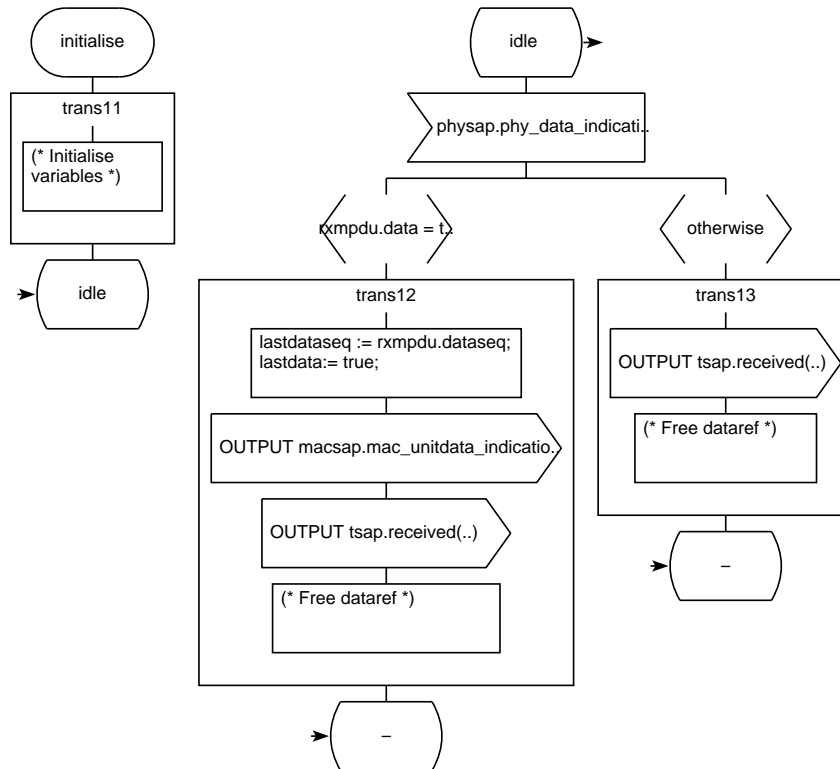 initialise
trans11
(* Initialise
variables *)
idle
idle
physap.phy_data_indicati..
rxmpdu.data = t..
otherwise
trans12
lastdataseq := rxmpdu.dataseq;
lastdata:= true;
OUTPUT macsap.mac_unitdata_indicatio..
OUTPUT tsap.received(..)
(* Free dataref *)
–
trans13
OUTPUT tsap.received(..)
(* Free dataref *)
–